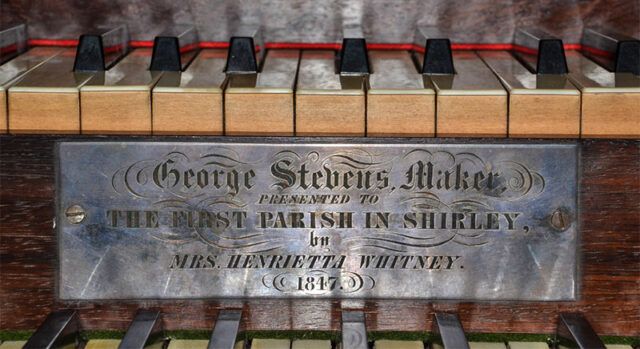 George Stevens, Maker,
PRESENTED TO
THE FIRST PARISH IN SHIRLEY,
by
MRS. HENRIETTA WHITNEY.
1847.